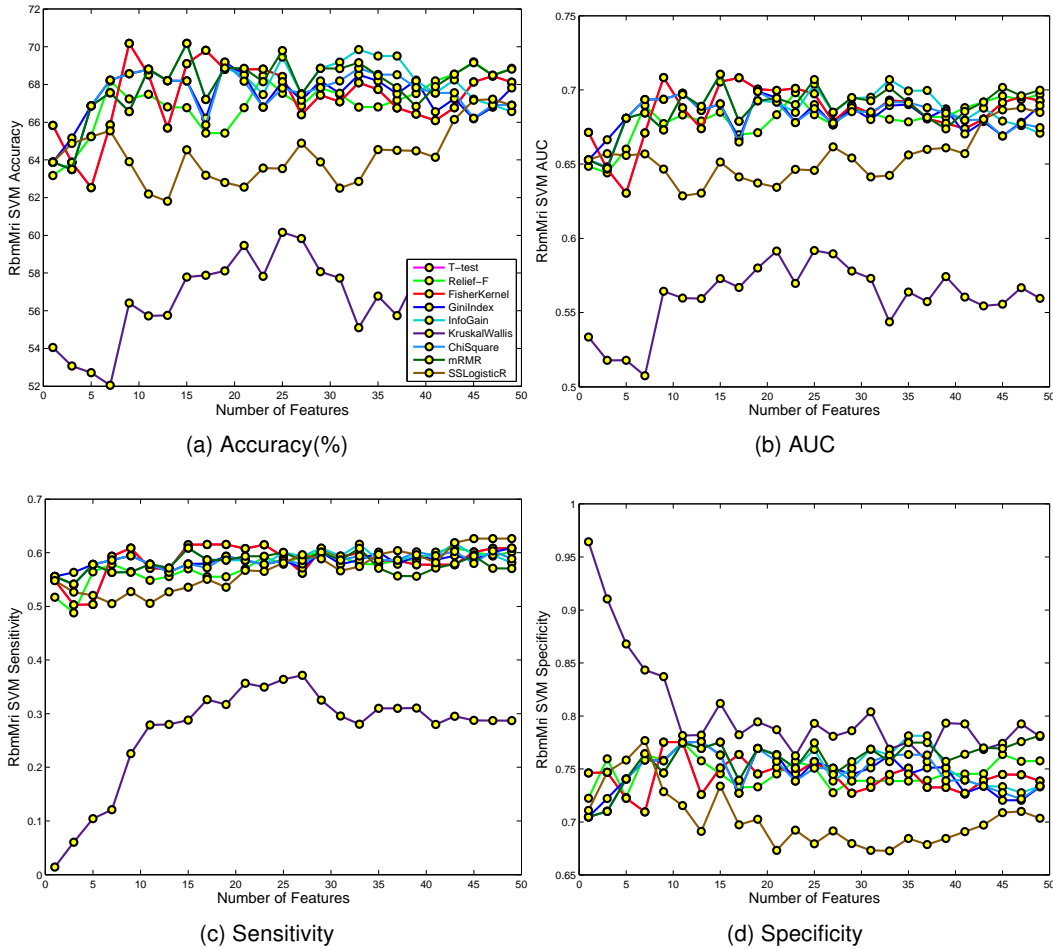 72
70
68
66
64
62
60
58
56
54
52
RbmMri SVM Accuracy
T-test
Relief-F
FisherKernel
GiniIndex
InfoGain
KruskalWallis
ChiSquare
mRMR
SSLogisticR
0 5 10 15 20 25 30 35 40 45 50
Number of Features
(a) Accuracy(%)
0.75
0.7
0.65
0.6
0.55
0.5
RbmMri SVM AUC
0 5 10 15 20 25 30 35 40 45 50
Number of Features
(b) AUC
0.7
0.6
0.5
0.4
0.3
0.2
0.1
0
RbmMri SVM Sensitivity
0 5 10 15 20 25 30 35 40 45 50
Number of Features
(c) Sensitivity
1
0.95
0.9
0.85
0.8
0.75
0.7
0.65
RbmMri SVM Specificity
0 5 10 15 20 25 30 35 40 45 50
Number of Features
(d) Specificity